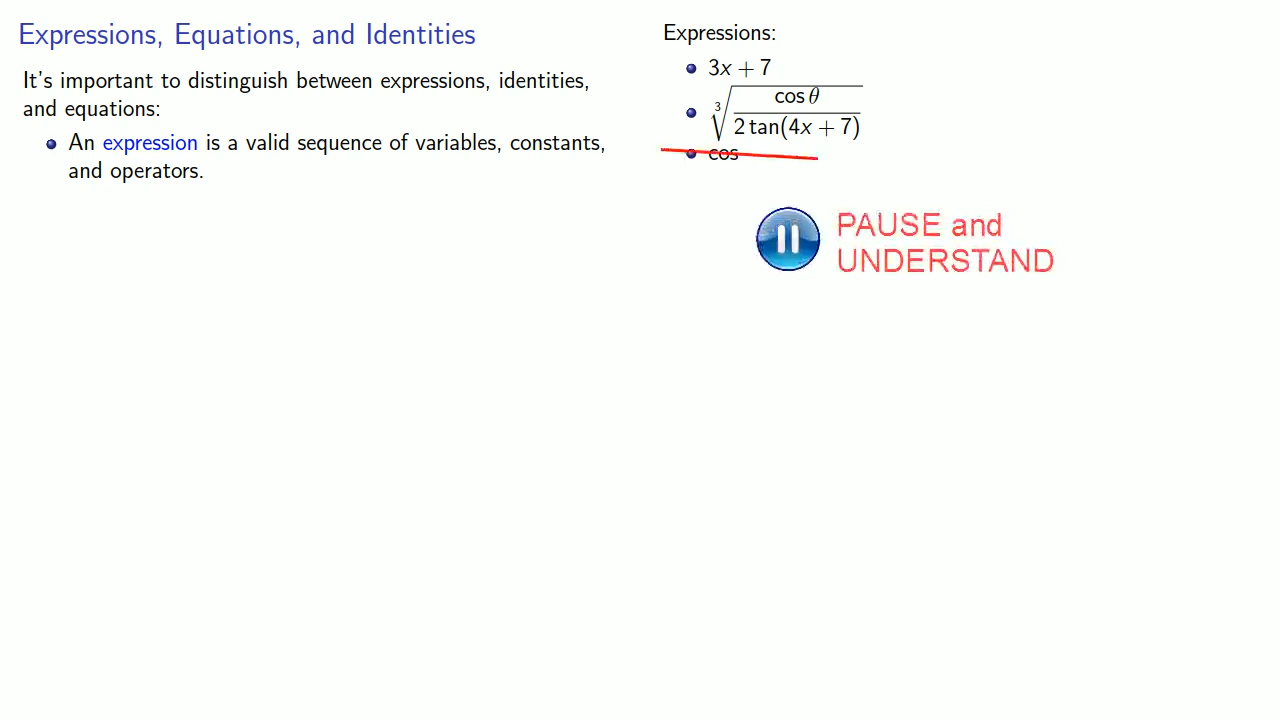 Expressions, Equations, and Identities
It's important to distinguish between expressions, identities,
and equations:
• An expression is a valid sequence of variables, constants,
and operators.
Expressions:
• 3x + 7
• ∛(cos θ / 2 tan(4x + 7))
• cos
PAUSE and
UNDERSTAND